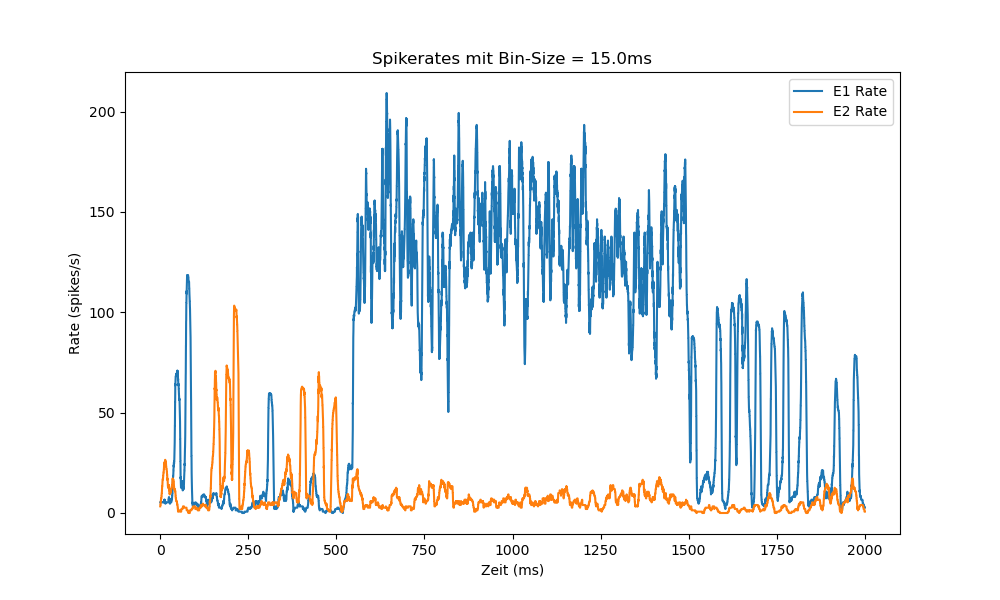 Spikerates mit Bin-Size = 15.0ms
E1 Rate
E2 Rate
200
150
100
50
0
Rate (spikes/s)
0 250 500 750 1000 1250 1500 1750 2000
Zeit (ms)